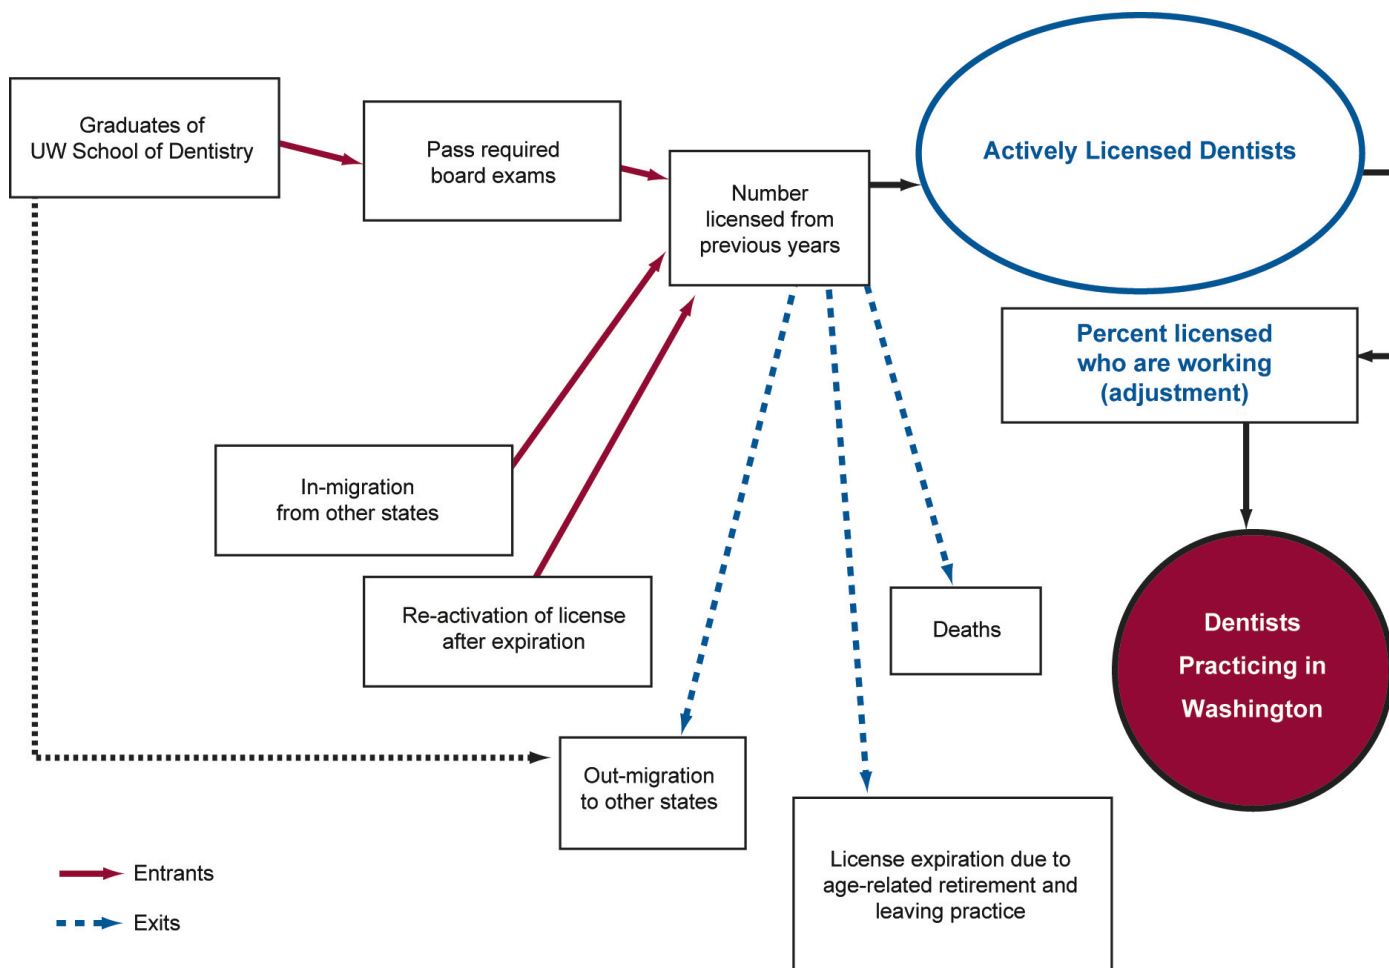 Graduates of
UW School of Dentistry
Pass required
board exams
Number
licensed from
previous years
Actively Licensed Dentists
Percent licensed
who are working
(adjustment)
In-migration
from other states
Re-activation of license
after expiration
Deaths
Dentists
Practicing in
Washington
Out-migration
to other states
License expiration due to
age-related retirement and
leaving practice
Entrants
Exits